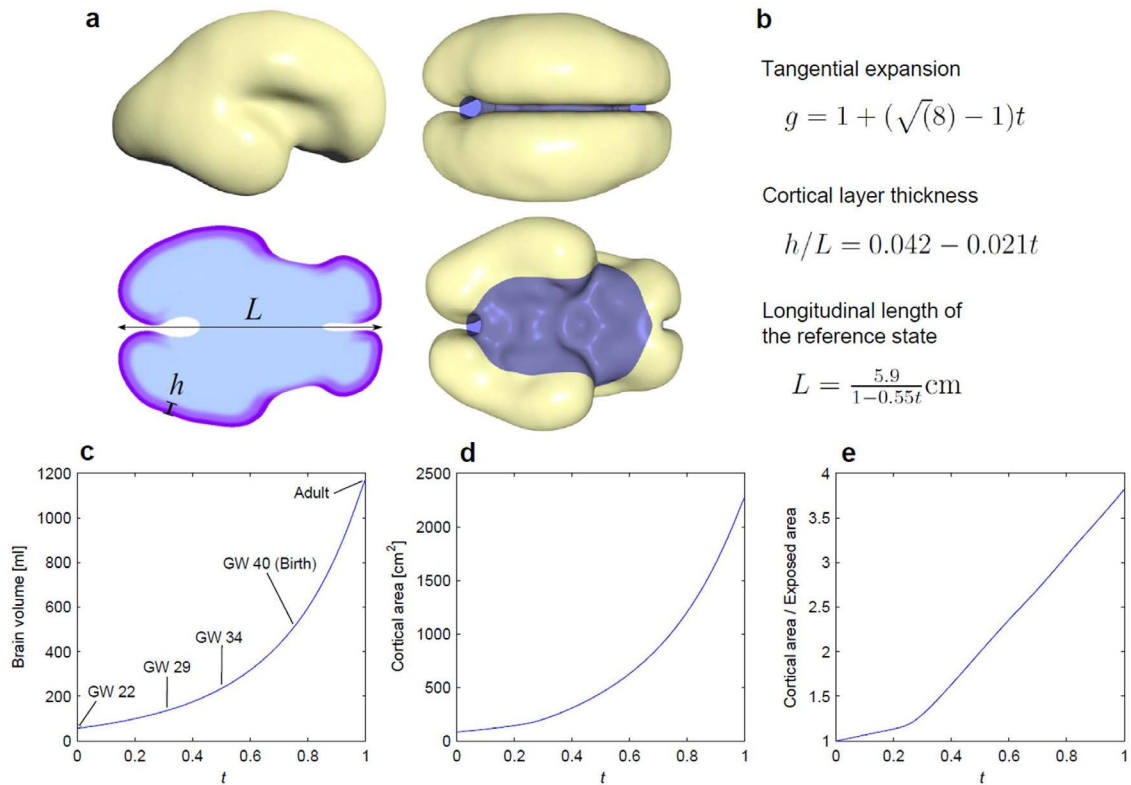 a
L
h
b
Tangential expansion
g = 1 + (√(8) − 1)t
Cortical layer thickness
h/L = 0.042 − 0.021t
Longitudinal length of
the reference state
L = 5.9/(1−0.55t) cm
c
Brain volume [ml]
1200
1000
800
600
400
200
0
Adult
GW 40 (Birth)
GW 34
GW 29
GW 22
0 0.2 0.4 0.6 0.8 1
t
d
Cortical area [cm²]
2500
2000
1500
1000
500
0
0 0.2 0.4 0.6 0.8 1
t
e
Cortical area / Exposed area
4
3.5
3
2.5
2
1.5
1
0 0.2 0.4 0.6 0.8 1
t